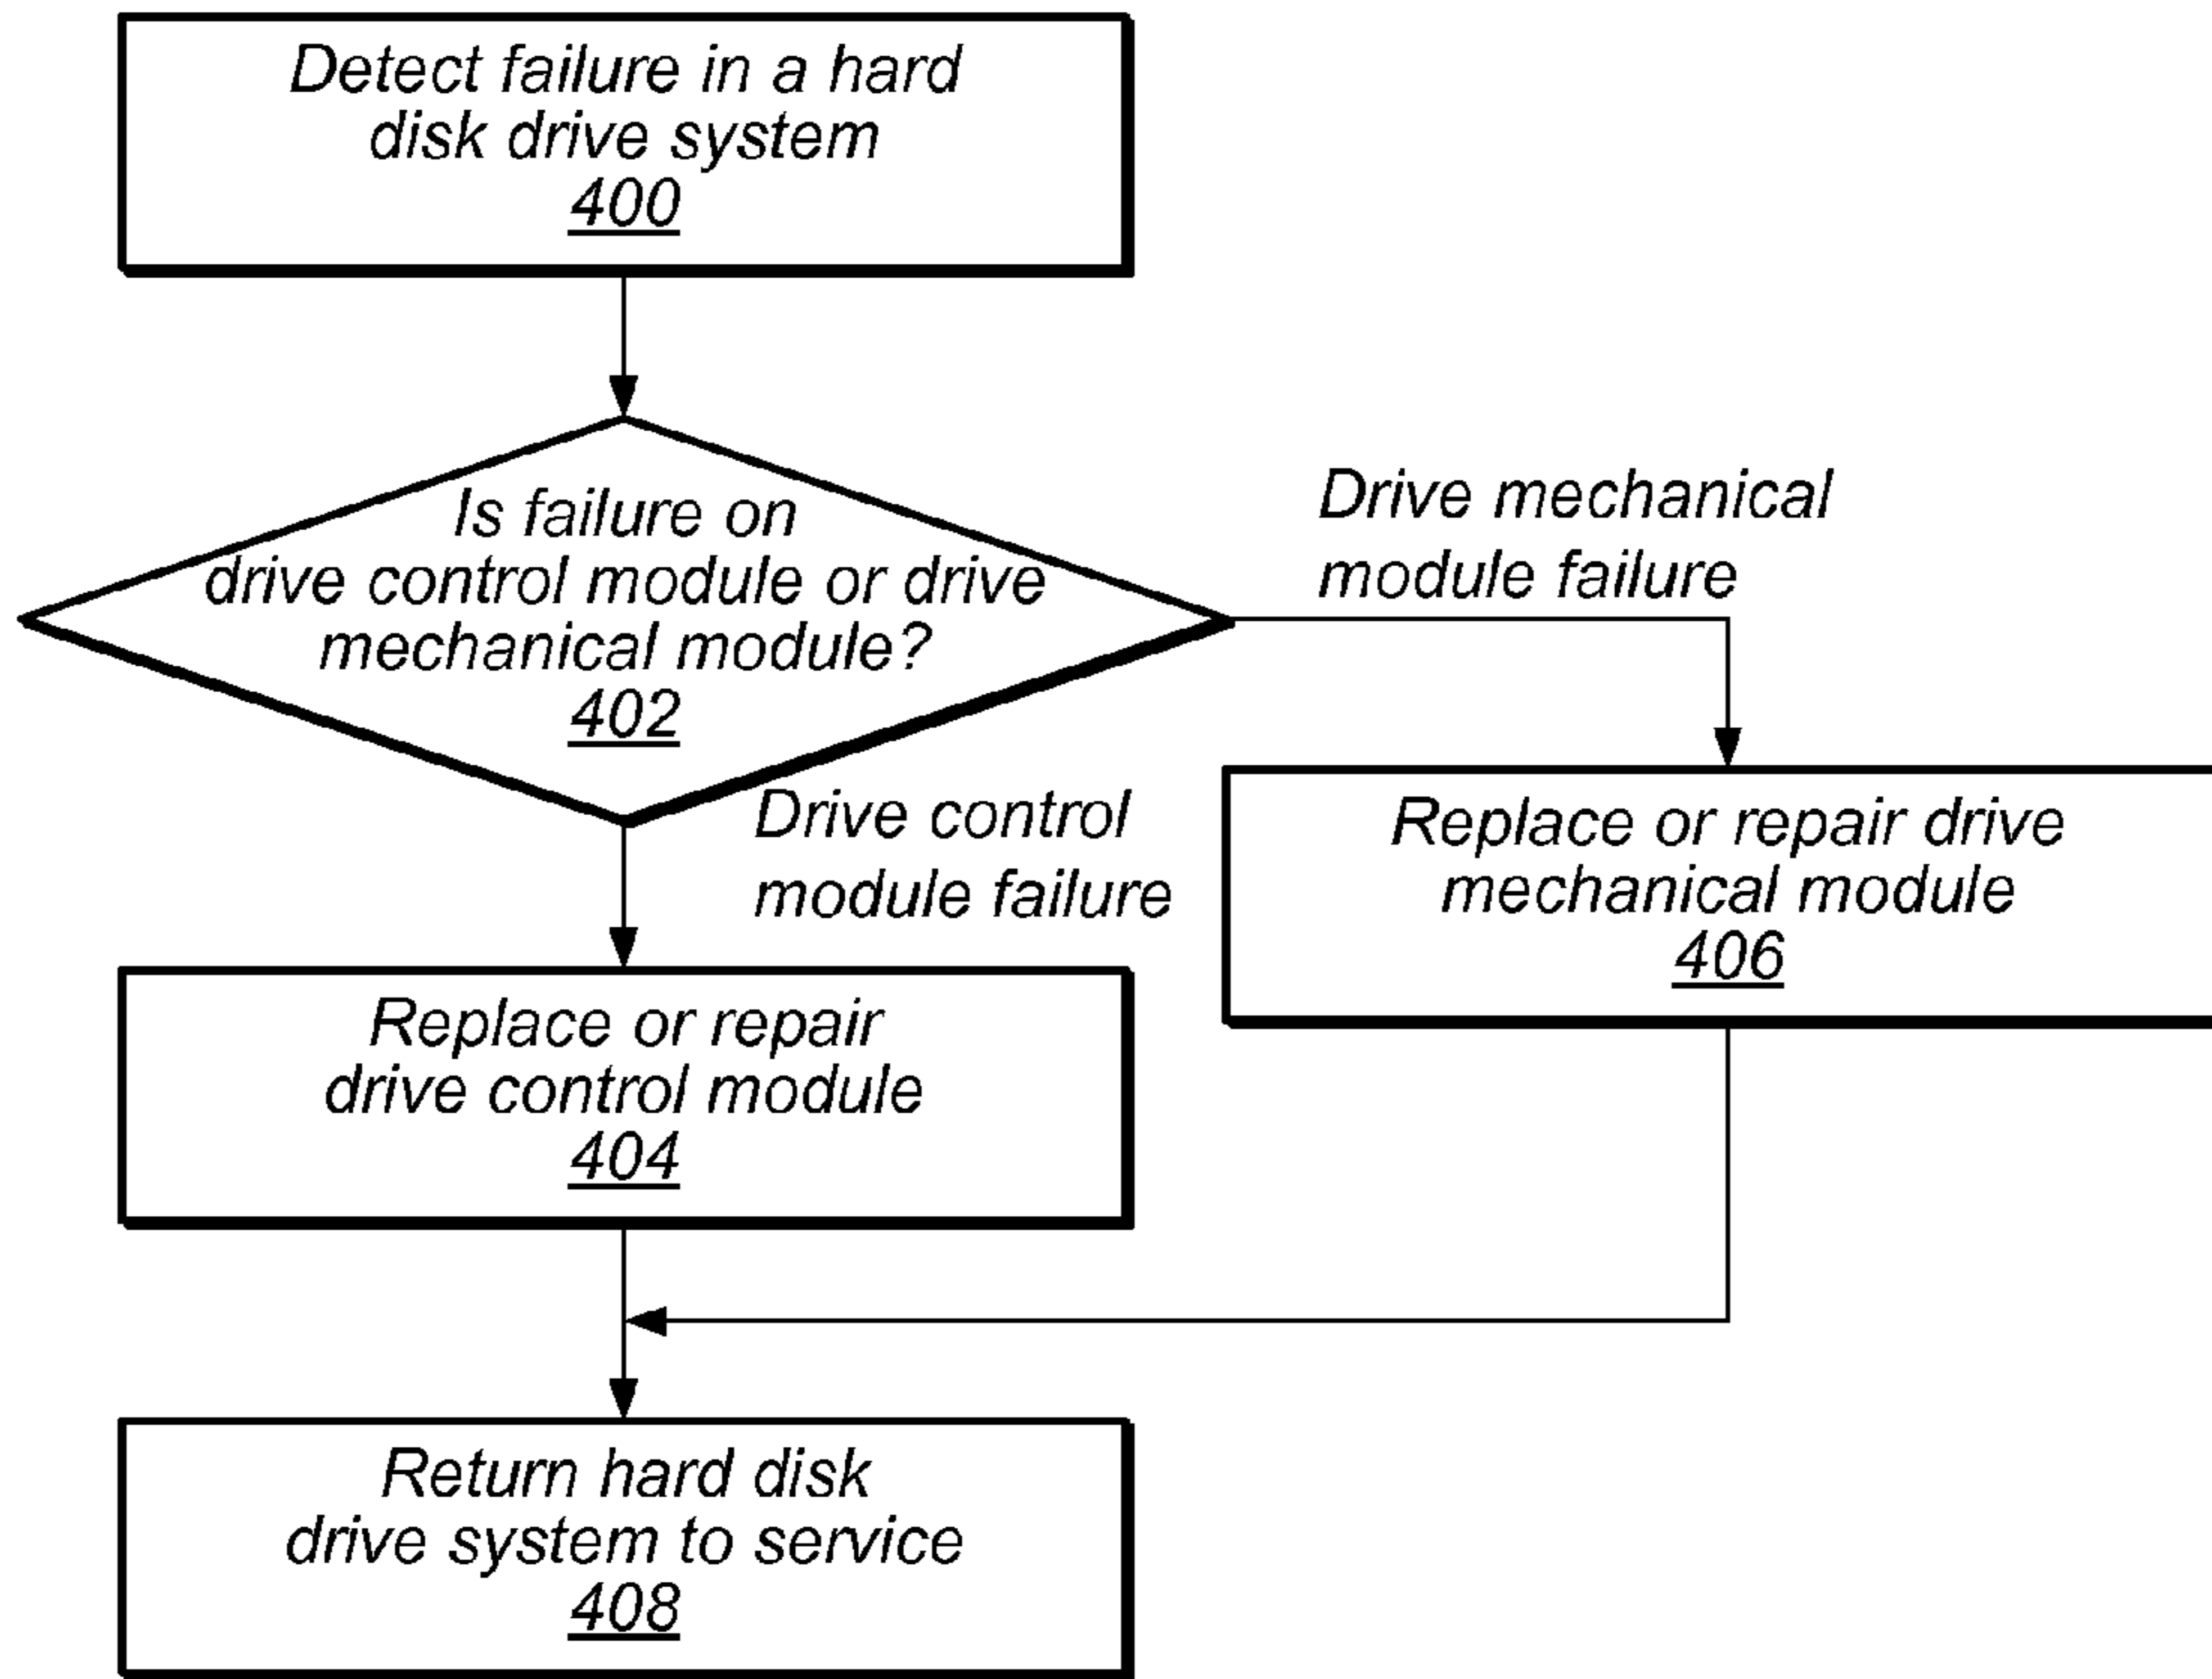 Detect failure in a hard
disk drive system
400
Is failure on
drive control module or drive
mechanical module?
402
Drive mechanical
module failure
Drive control
module failure
Replace or repair drive
mechanical module
406
Replace or repair
drive control module
404
Return hard disk
drive system to service
408